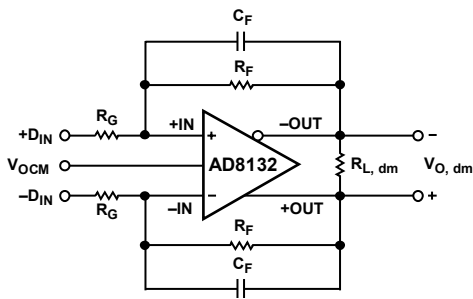 C_F
R_F
R_G
+D_IN
+IN
–OUT
–
V_OCM
AD8132
R_L, dm
V_O, dm
–D_IN
R_G
–IN
+OUT
+
R_F
C_F
+
−